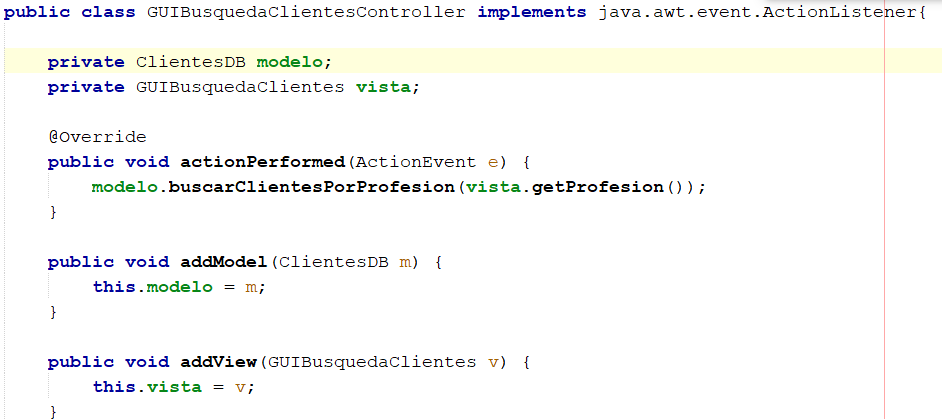 public class GUIBusquedaClientesController implements java.awt.event.ActionListener{
private ClientesDB modelo;
private GUIBusquedaClientes vista;
@Override
public void actionPerformed(ActionEvent e) {
modelo.buscarClientesPorProfesion(vista.getProfesion());
}
public void addModel(ClientesDB m) {
this.modelo = m;
}
public void addView(GUIBusquedaClientes v) {
this.vista = v;
}